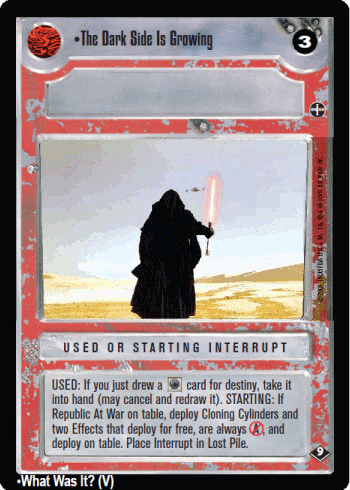 •The Dark Side Is Growing
3
USED OR STARTING INTERRUPT
USED: If you just drew a card for destiny, take it
into hand (may cancel and redraw it). STARTING: If
Republic At War on table, deploy Cloning Cylinders and
two Effects that deploy for free, are always A, and
deploy on table. Place Interrupt in Lost Pile.
9
•What Was It? (V)